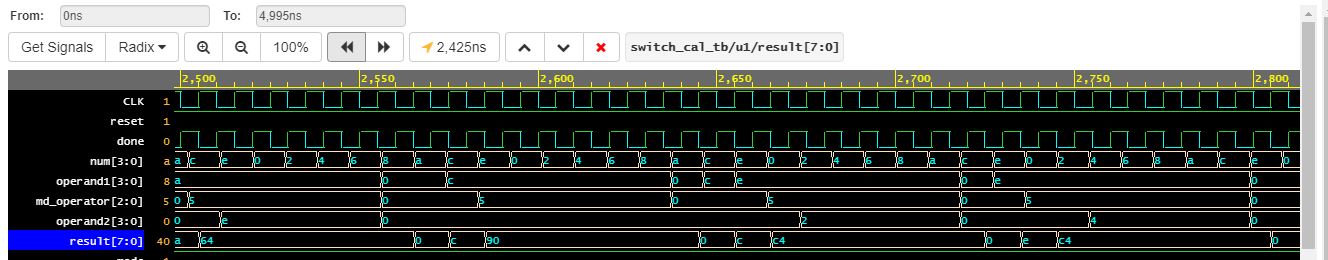 From: 0ns To: 4,995ns
Get Signals Radix 100% 2,425ns switch_cal_tb/u1/result[7:0]
2,500 2,550 2,600 2,650 2,700 2,750 2,800
CLK 1
reset 1
done 0
num[3:0] a a c e 0 2 4 6 8 a c e 0 2 4 6 8 a c e 0 2 4 6 8 a c e 0 2 4 6 8 a c e 0
operand1[3:0] 8 a 0 c 0 c e 0 e 0
md_operator[2:0] 5 0 5 0 5 0 5 0 5 0
operand2[3:0] 0 0 e 0 2 0 4 0
result[7:0] 40 a 64 0 c 90 0 c c4 0 e c4 0